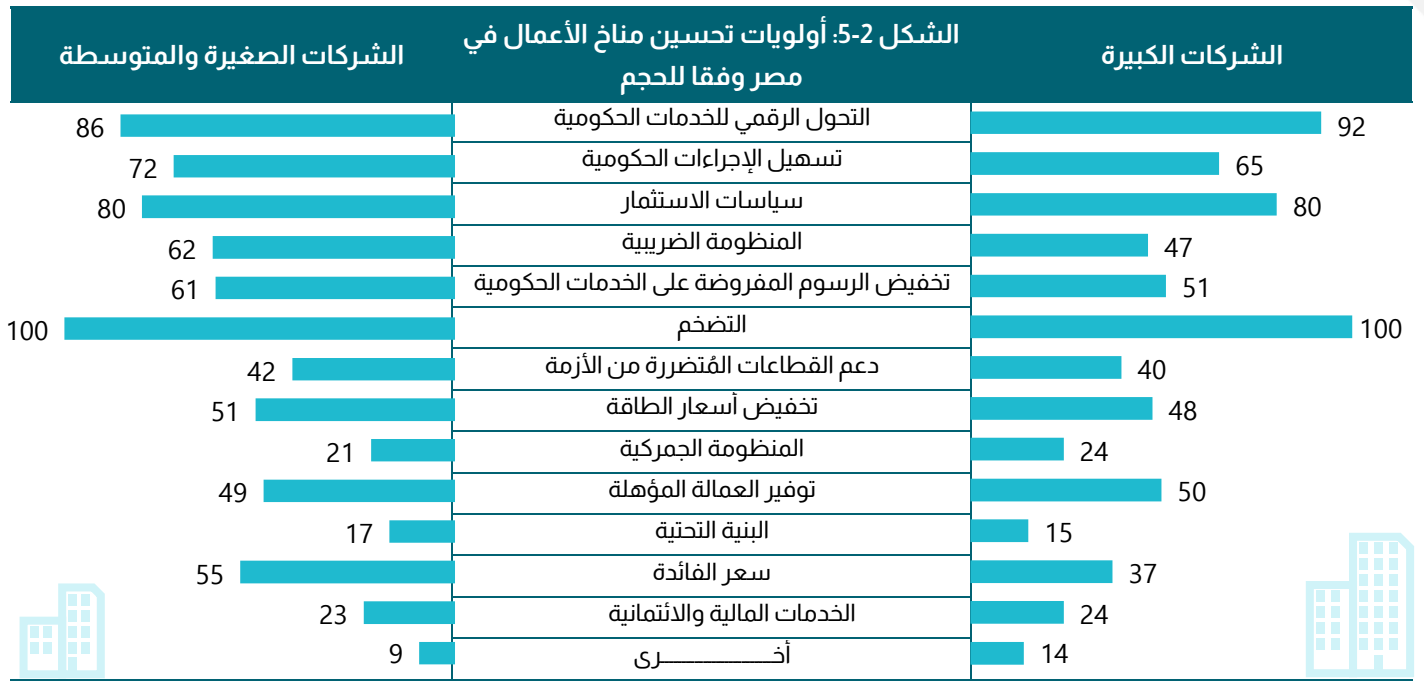 الشركات الكبيرة
الشكل 2-5: أولويات تحسين مناخ الأعمال في
مصر وفقا للحجم
الشركات الصغيرة والمتوسطة
92 التحول الرقمي للخدمات الحكومية 86
65 تسهيل الإجراءات الحكومية 72
80 سياسات الاستثمار 80
47 المنظومة الضريبية 62
51 تخفيض الرسوم المفروضة على الخدمات الحكومية 61
100 التضخم 100
40 دعم القطاعات المُتضررة من الأزمة 42
48 تخفيض أسعار الطاقة 51
24 المنظومة الجمركية 21
50 توفير العمالة المؤهلة 49
15 البنية التحتية 17
37 سعر الفائدة 55
24 الخدمات المالية والائتمانية 23
14 أخـــــــــــرى 9